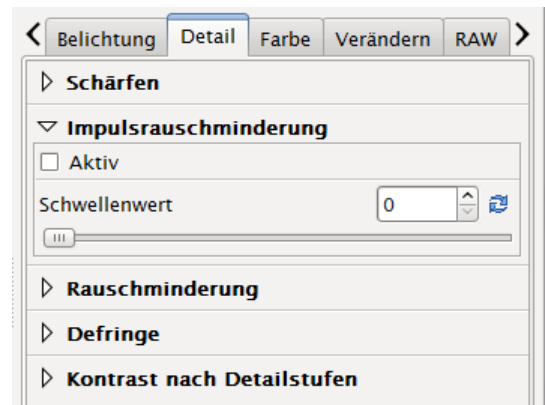 Belichtung Detail Farbe Verändern RAW
Schärfen
Impulsrauschminderung
Aktiv
Schwellenwert 0
Rauschminderung
Defringe
Kontrast nach Detailstufen